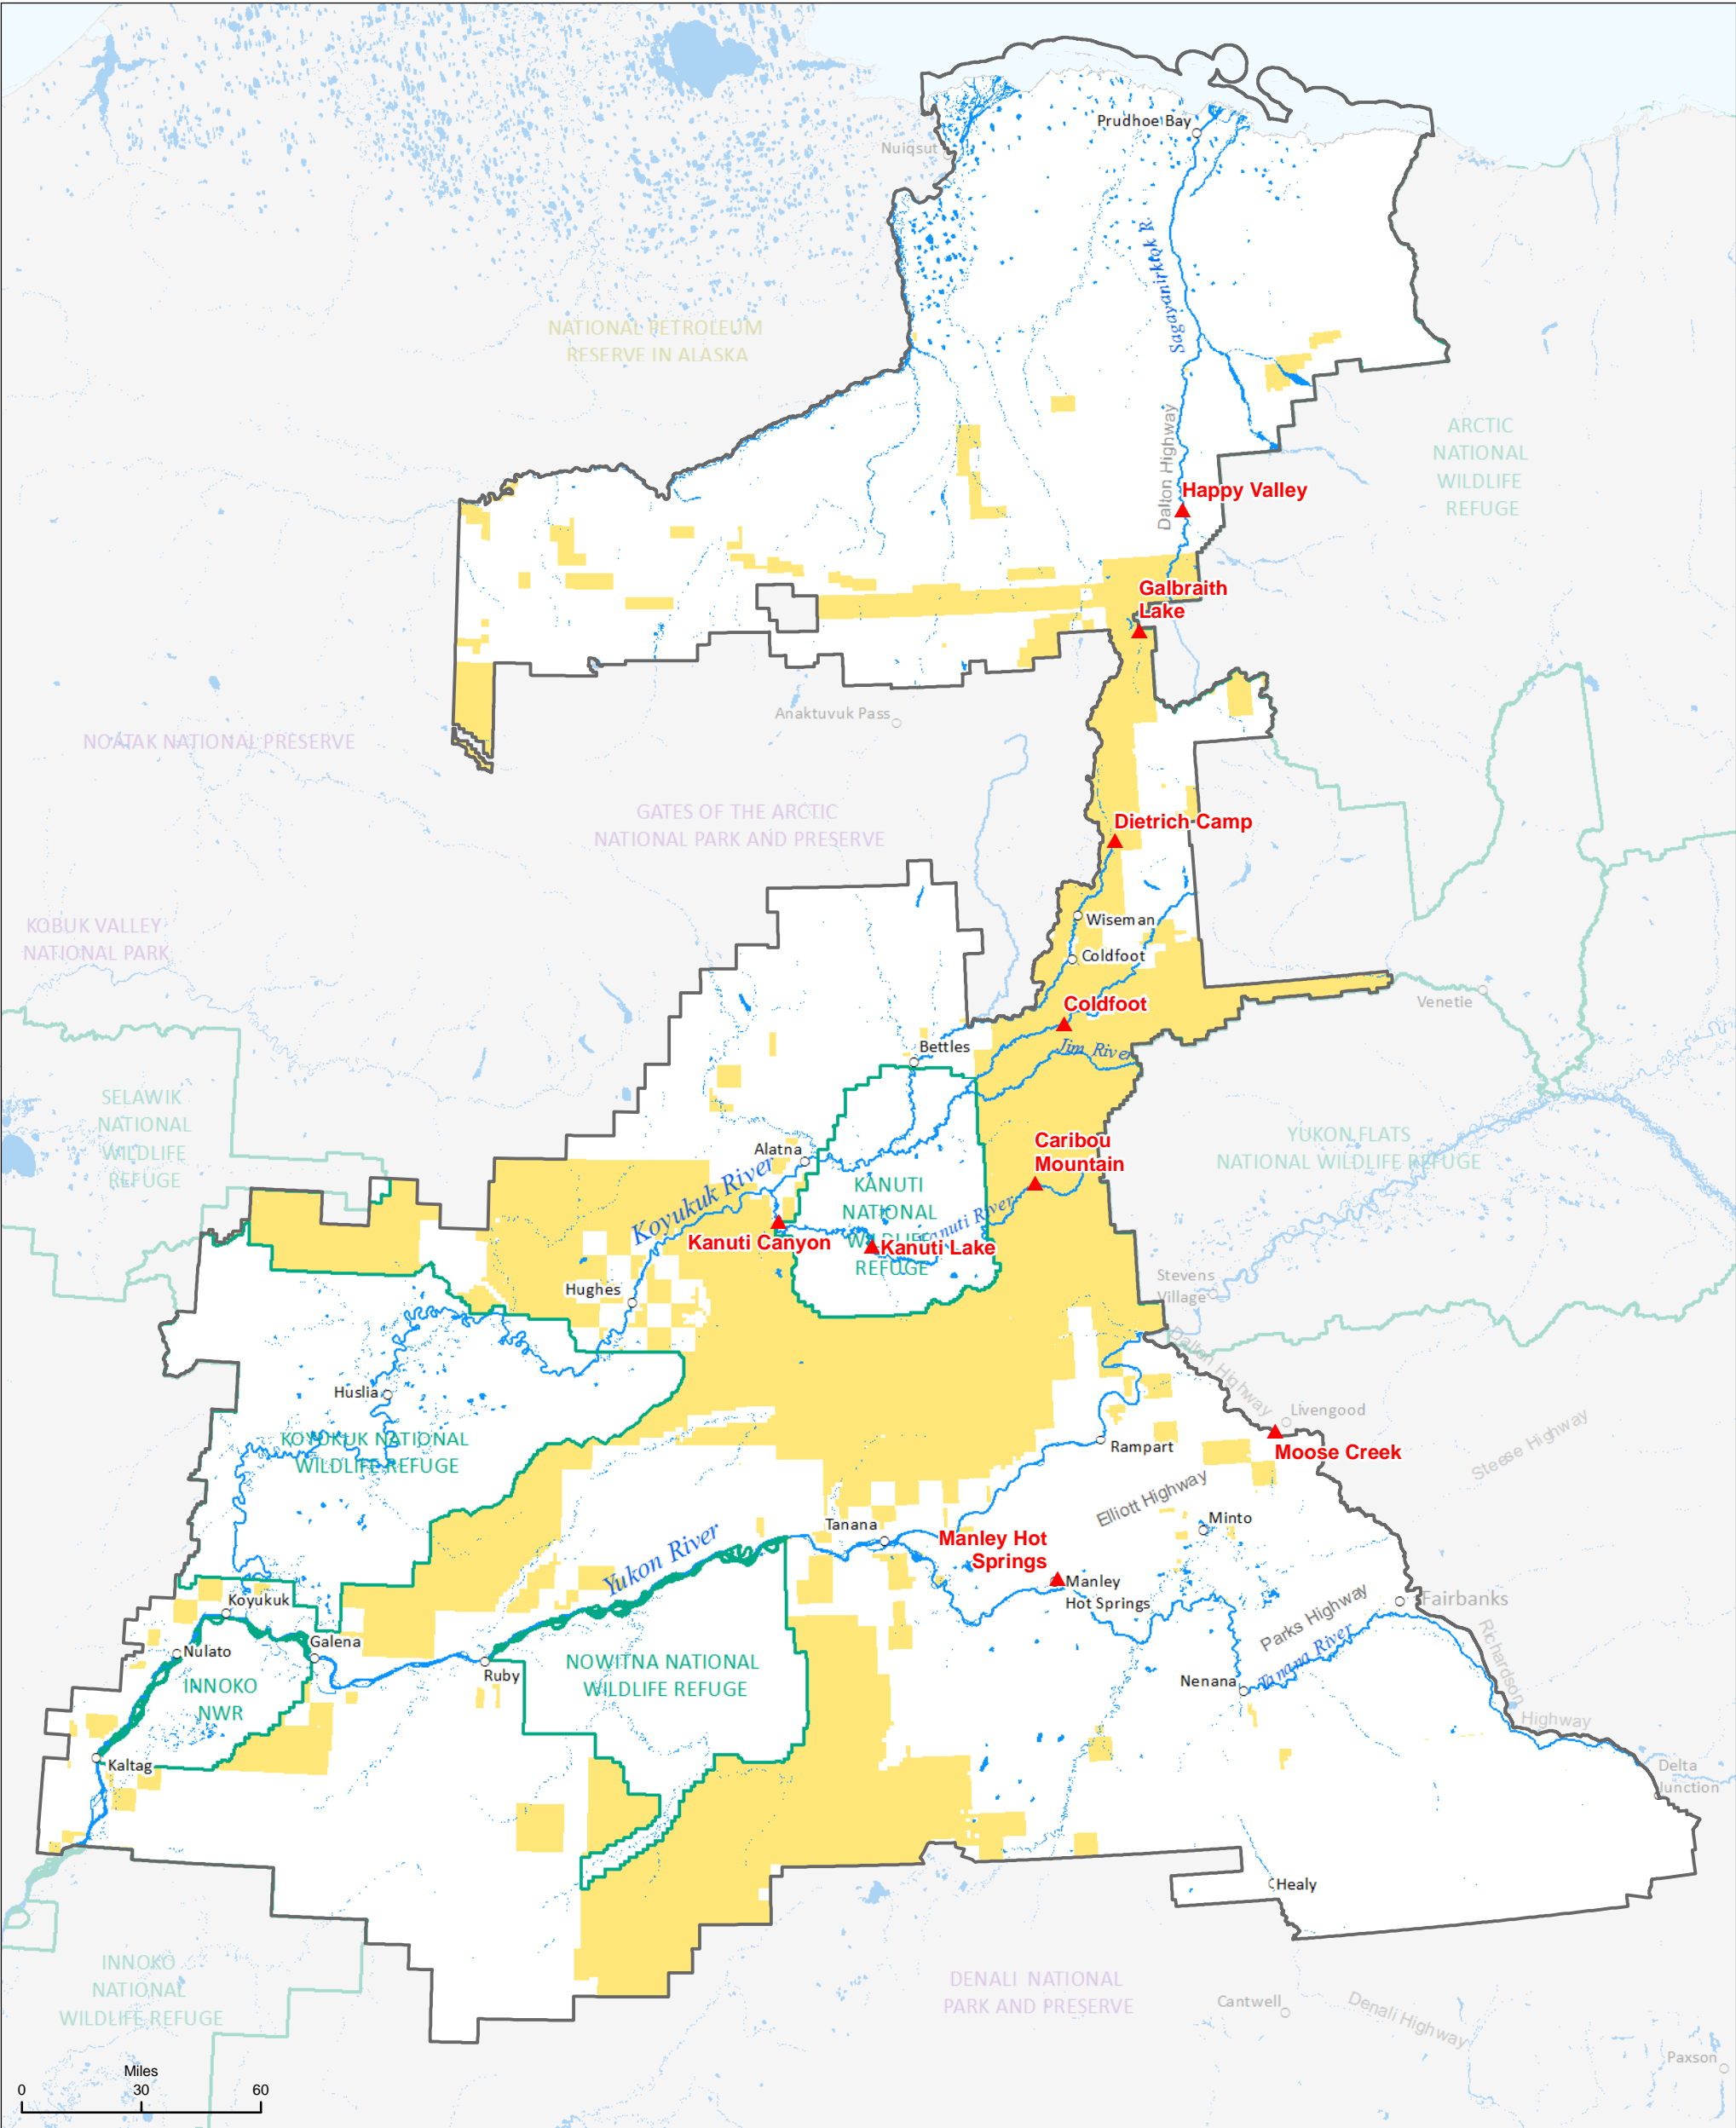 Prudhoe Bay
Nuiqsut
Sagavanirktok R.
NATIONAL PETROLEUM
RESERVE IN ALASKA
ARCTIC
NATIONAL
WILDLIFE
REFUGE
Dalton Highway
Happy Valley
Galbraith
Lake
Anaktuvuk Pass
NOATAK NATIONAL PRESERVE
GATES OF THE ARCTIC
NATIONAL PARK AND PRESERVE
Dietrich Camp
KOBUK VALLEY
NATIONAL PARK
Wiseman
Coldfoot
Coldfoot
Venetie
Bettles
Jim River
SELAWIK
NATIONAL
WILDLIFE
REFUGE
Alatna
Caribou
Mountain
YUKON FLATS
NATIONAL WILDLIFE REFUGE
Koyukuk River
KANUTI
NATIONAL
WILDLIFE
REFUGE
Kanuti River
Kanuti Canyon
Kanuti Lake
Hughes
Stevens
Village
Dalton Highway
Huslia
Livengood
KOYUKUK NATIONAL
WILDLIFE REFUGE
Rampart
Moose Creek
Steese Highway
Elliott Highway
Minto
Tanana
Manley Hot
Springs
Yukon River
Manley
Hot Springs
Koyukuk
Fairbanks
Parks Highway
Richardson
Highway
Tanana River
Nulato
Galena
Ruby
NOWITNA NATIONAL
WILDLIFE REFUGE
INNOKO
NWR
Nenana
Kaltag
Delta
Junction
Healy
INNOKO
NATIONAL
WILDLIFE REFUGE
DENALI NATIONAL
PARK AND PRESERVE
Cantwell
Denali Highway
Paxson
Miles
0 30 60